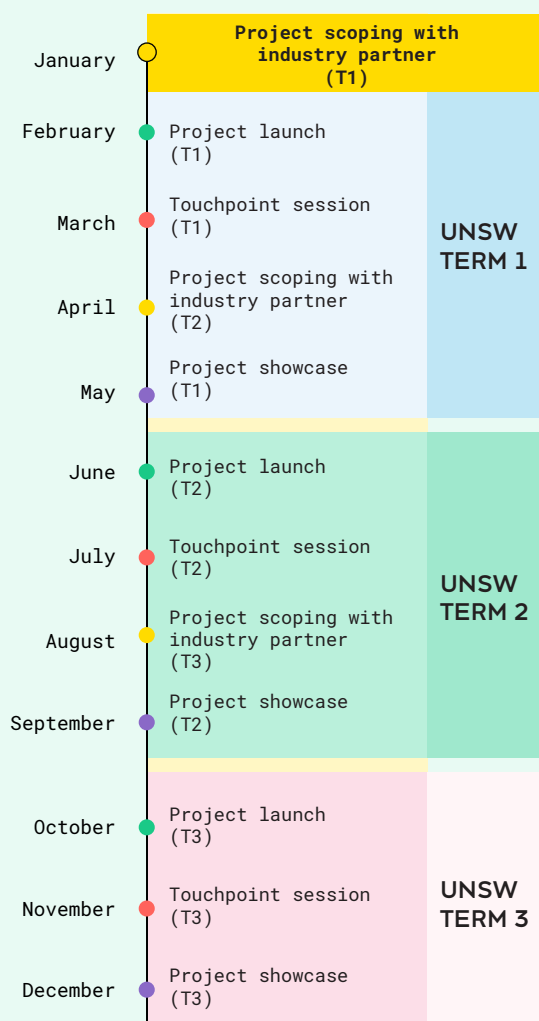 Project scoping with
industry partner
(T1)
January
February
Project launch
(T1)
March
Touchpoint session
(T1)
UNSW
TERM 1
April
Project scoping with
industry partner
(T2)
May
Project showcase
(T1)
June
Project launch
(T2)
July
Touchpoint session
(T2)
UNSW
TERM 2
August
Project scoping with
industry partner
(T3)
September
Project showcase
(T2)
October
Project launch
(T3)
November
Touchpoint session
(T3)
UNSW
TERM 3
December
Project showcase
(T3)